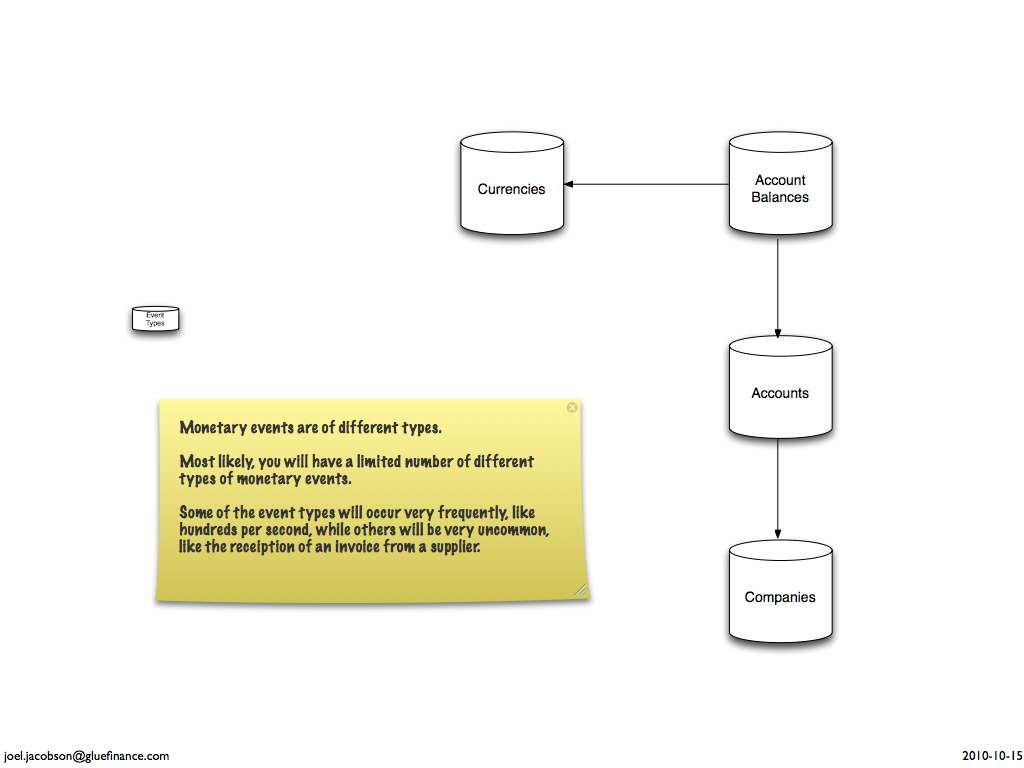 Currencies
Account
Balances
Event
Types
Accounts
Monetary events are of different types.
Most likely, you will have a limited number of different
types of monetary events.
Some of the event types will occur very frequently, like
hundreds per second, while others will be very uncommon,
like the receiption of an invoice from a supplier.
Companies
joel.jacobson@gluefinance.com
2010-10-15